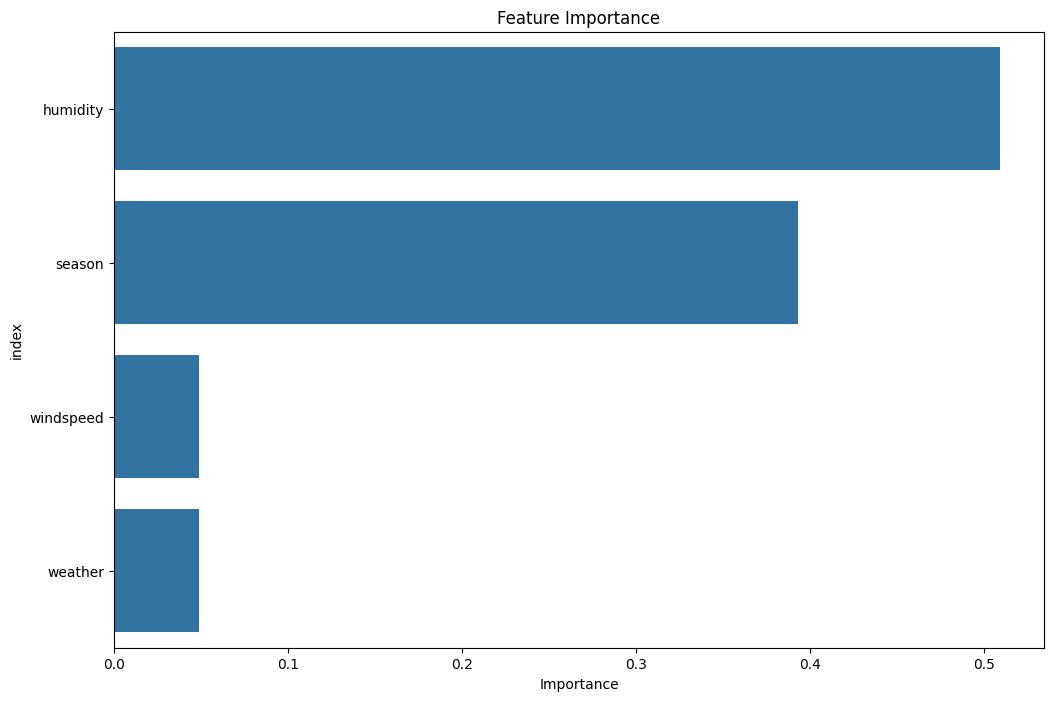 Feature Importance
humidity
season
index
windspeed
weather
0.0 0.1 0.2 0.3 0.4 0.5
Importance